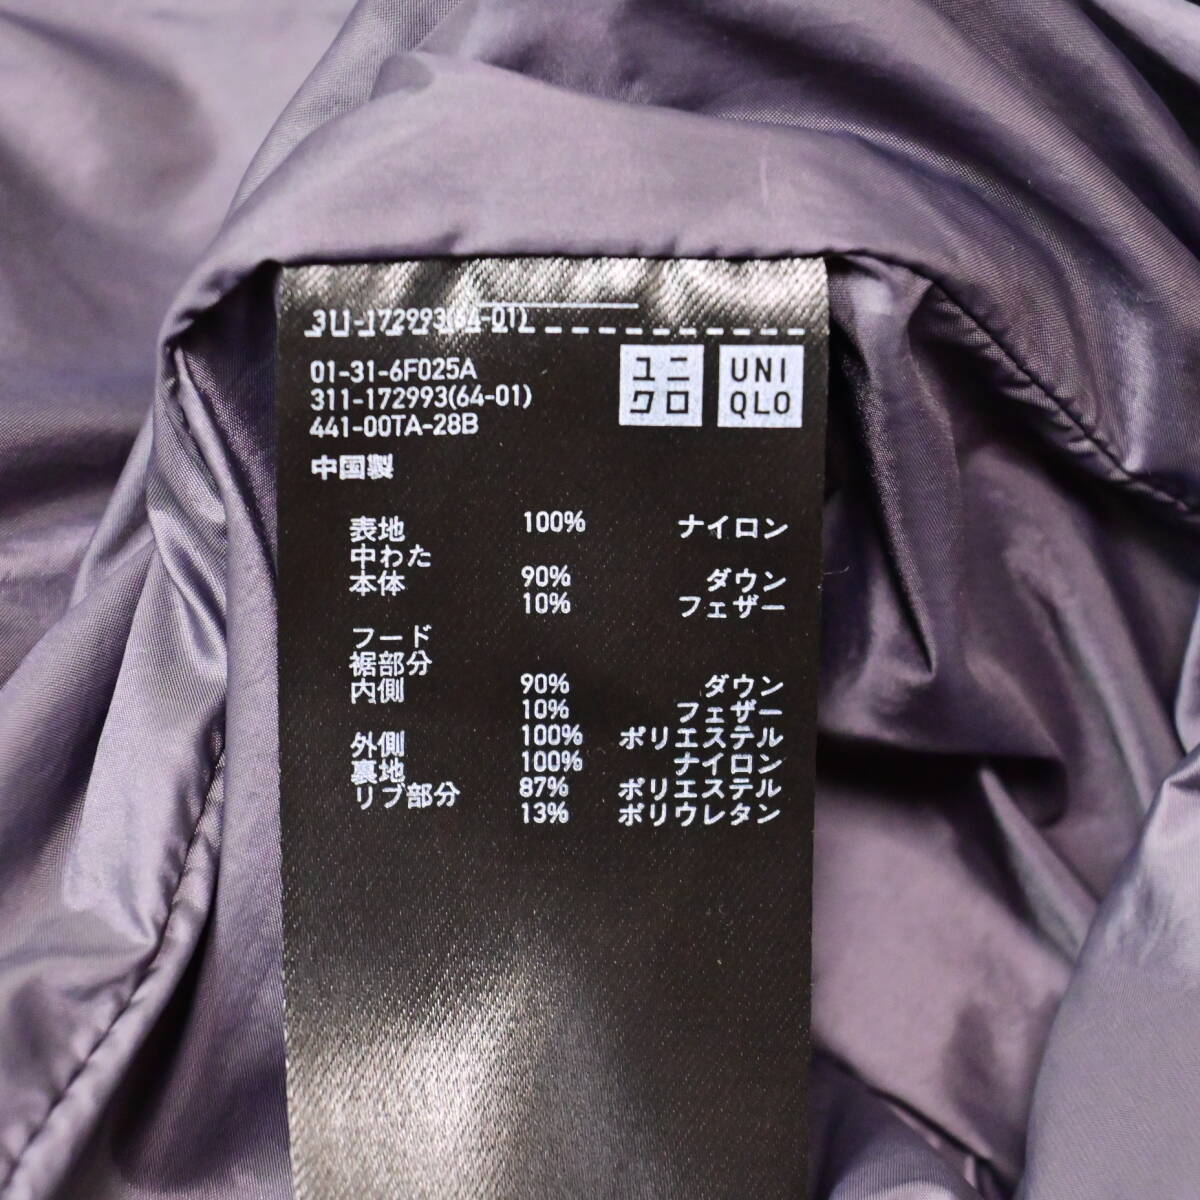 311-172993(64-01)
01-31-6F025A
311-172993(64-01)
441-00TA-28B
ユニ
クロ
UNI
QLO
中国製
表地 100% ナイロン
中わた
本体 90% ダウン
10% フェザー
フード
裾部分
内側 90% ダウン
10% フェザー
外側 100% ポリエステル
裏地 100% ナイロン
リブ部分 87% ポリエステル
13% ポリウレタン